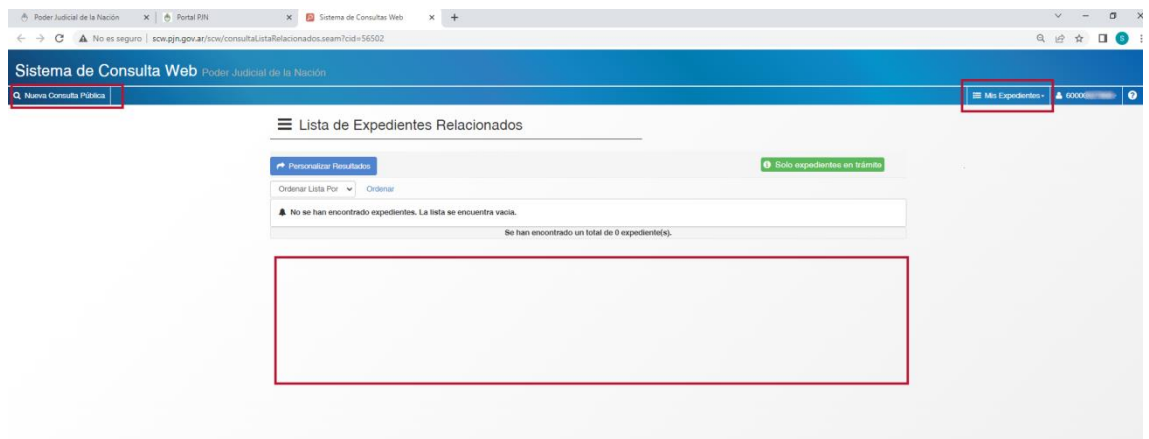 Poder Judicial de la Nación
Portal PJN
Sistema de Consultas Web
No es seguro | scw.pjn.gov.ar/scw/consultaListaRelacionados.seam?cid=56502
S
Sistema de Consulta Web Poder Judicial de la Nación
Nueva Consulta Pública
Mis Expedientes
6000
Lista de Expedientes Relacionados
Personalizar Resultados
Solo expedientes en trámite
Ordenar Lista Por
Ordenar
No se han encontrado expedientes. La lista se encuentra vacía.
Se han encontrado un total de 0 expediente(s).